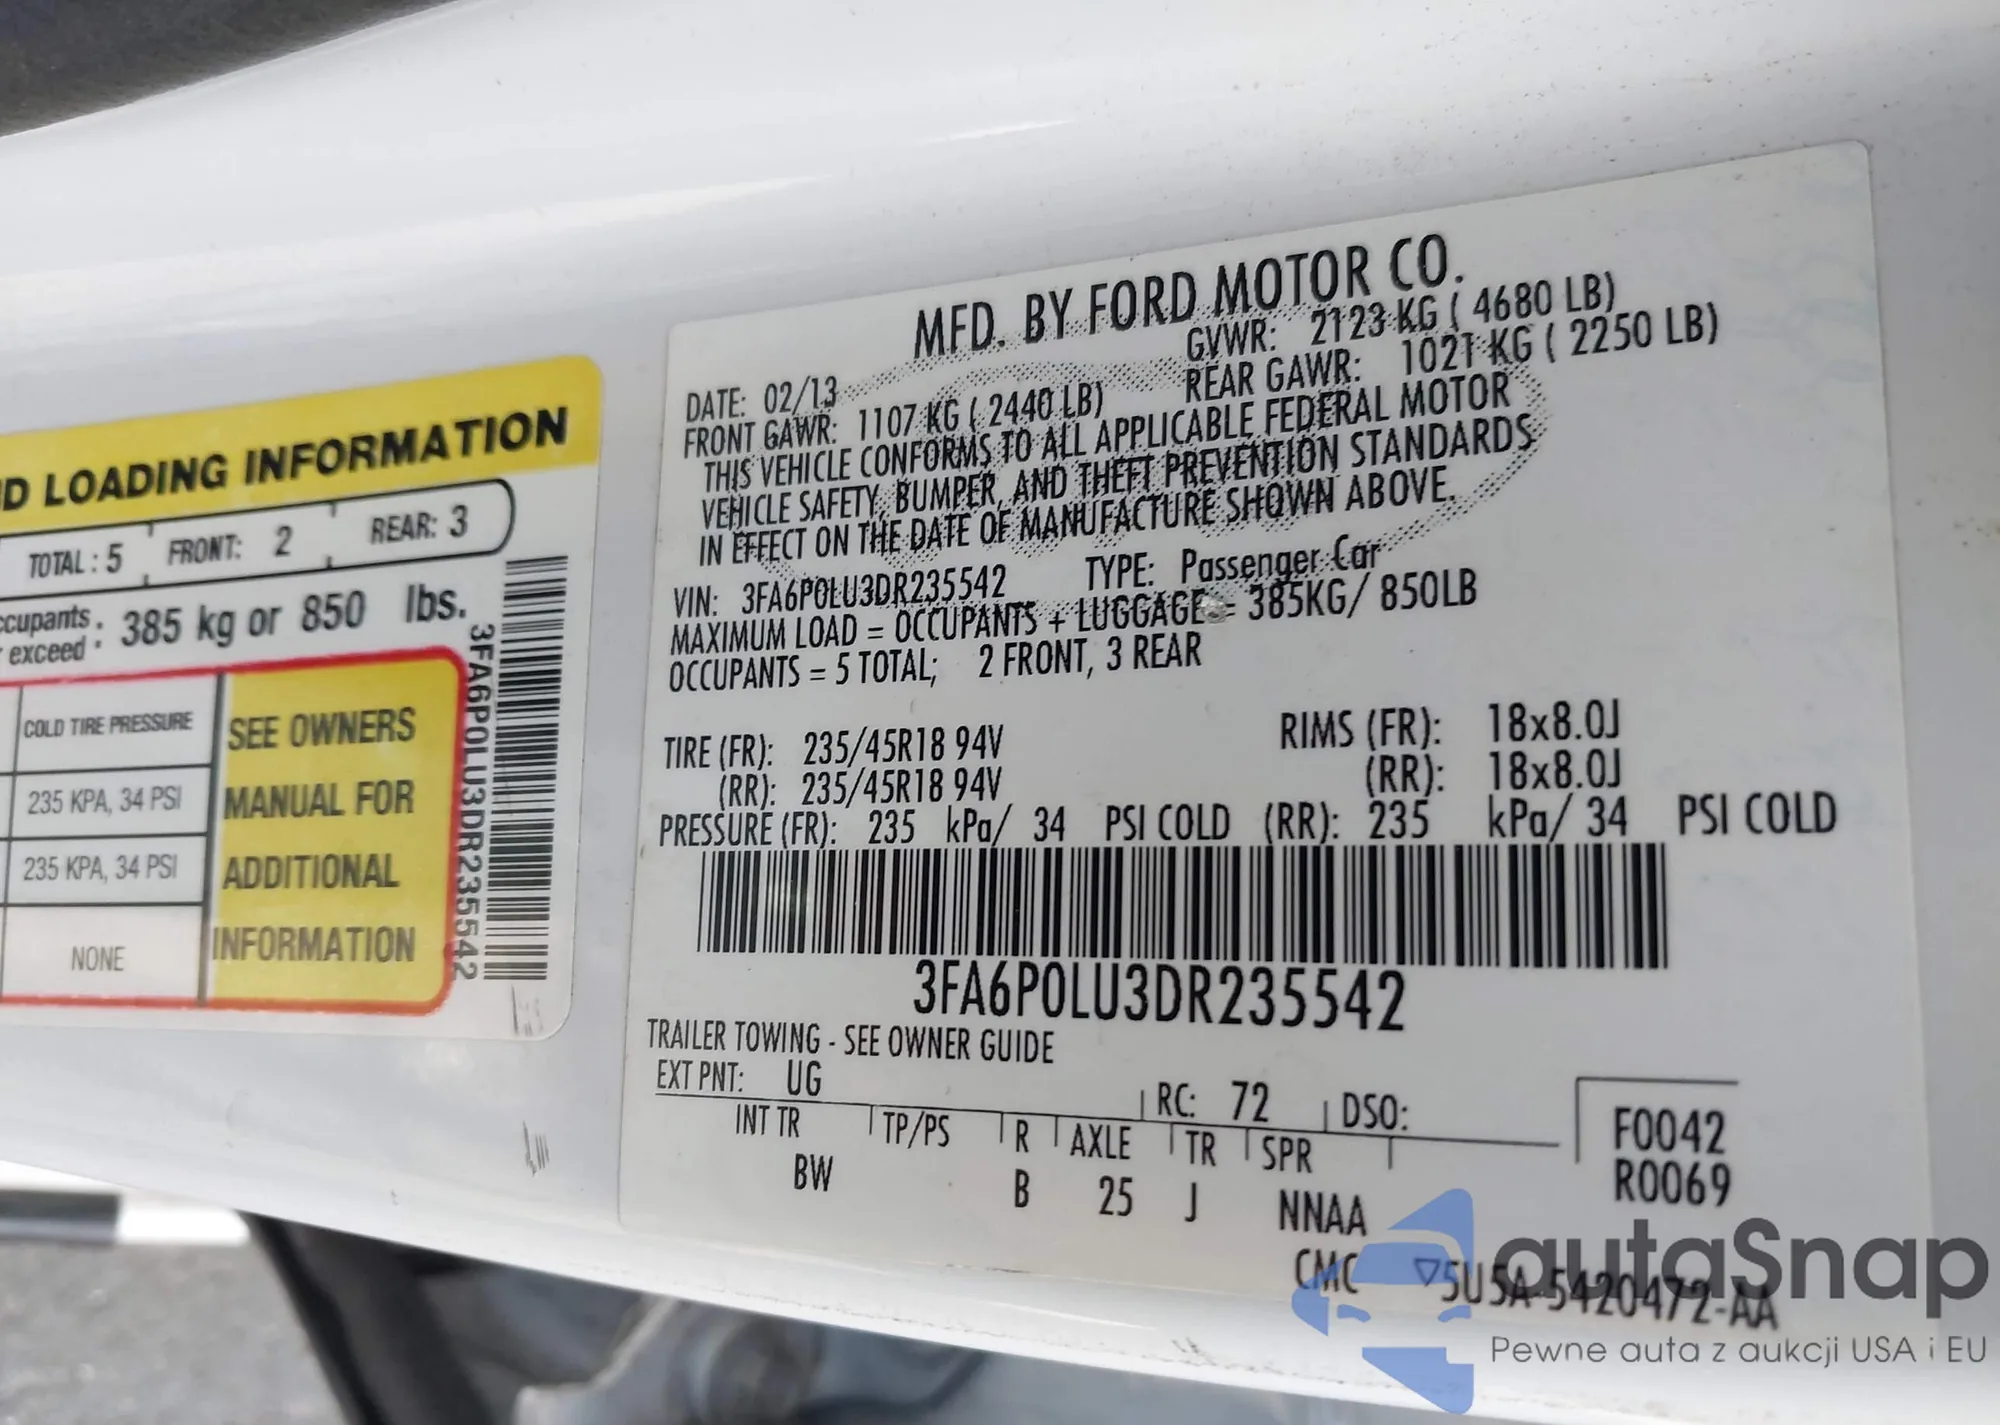 D LOADING INFORMATION
TOTAL : 5 FRONT: 2 REAR: 3
ccupants
exceed : 385 kg or 850 lbs.
COLD TIRE PRESSURE
235 KPA, 34 PSI
235 KPA, 34 PSI
NONE
SEE OWNERS
MANUAL FOR
ADDITIONAL
INFORMATION
3FA6P0LU3DR235542
MFD. BY FORD MOTOR CO.
DATE: 02/13 GVWR: 2123 KG ( 4680 LB)
FRONT GAWR: 1107 KG ( 2440 LB) REAR GAWR: 1021 KG ( 2250 LB)
THIS VEHICLE CONFORMS TO ALL APPLICABLE FEDERAL MOTOR
VEHICLE SAFETY, BUMPER, AND THEFT PREVENTION STANDARDS
IN EFFECT ON THE DATE OF MANUFACTURE SHOWN ABOVE.
VIN: 3FA6P0LU3DR235542 TYPE: Passenger Car
MAXIMUM LOAD = OCCUPANTS + LUGGAGE = 385KG/ 850LB
OCCUPANTS = 5 TOTAL; 2 FRONT, 3 REAR
TIRE (FR): 235/45R18 94V RIMS (FR): 18x8.0J
(RR): 235/45R18 94V (RR): 18x8.0J
PRESSURE (FR): 235 kPa/ 34 PSI COLD (RR): 235 kPa/ 34 PSI COLD
3FA6P0LU3DR235542
TRAILER TOWING - SEE OWNER GUIDE
EXT PNT: UG RC: 72 DSO: F0042
R0069
INT TR TP/PS R AXLE TR SPR
BW B 25 J NNAA
CMC ▽5U5A-5420472-AA
autaSnap
Pewne auta z aukcji USA i EU